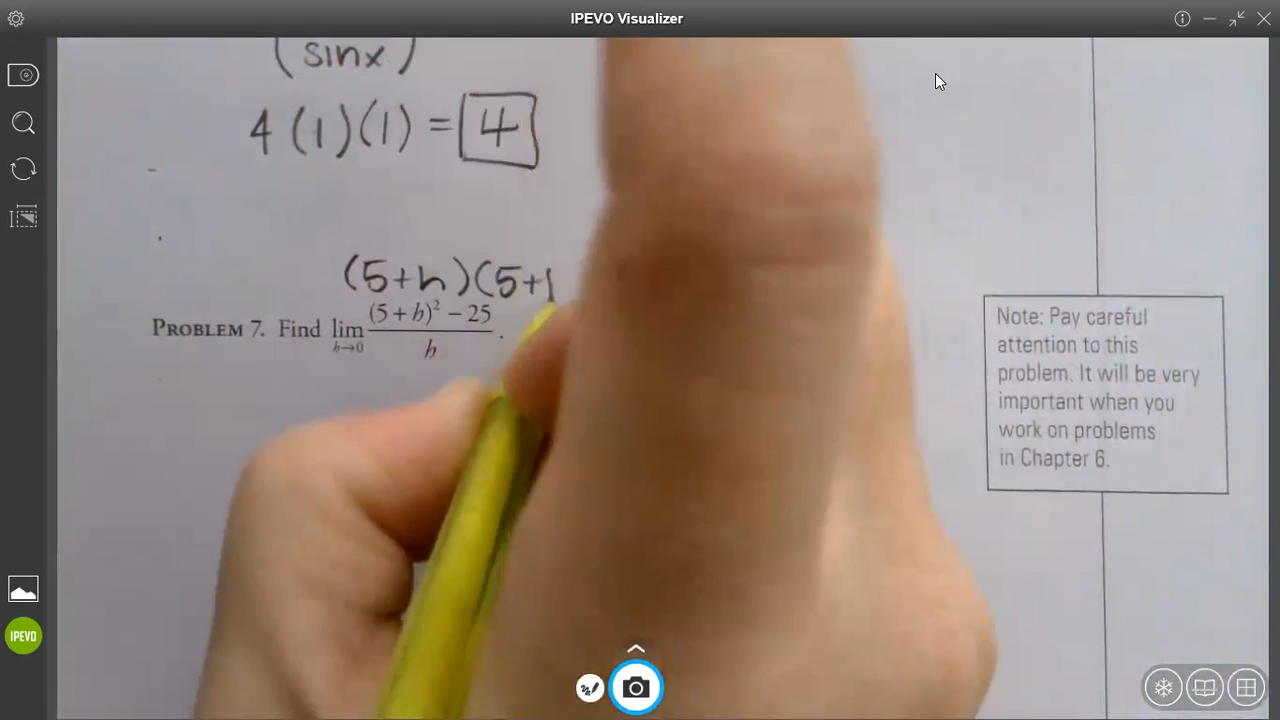 IPEVO Visualizer
(sinx)
4(1)(1) = 4
(5+h)(5+h
PROBLEM 7. Find lim h→0 (5 + h)² − 25 / h.
Note: Pay careful
attention to this
problem. It will be very
important when you
work on problems
in Chapter 6.
IPEVO